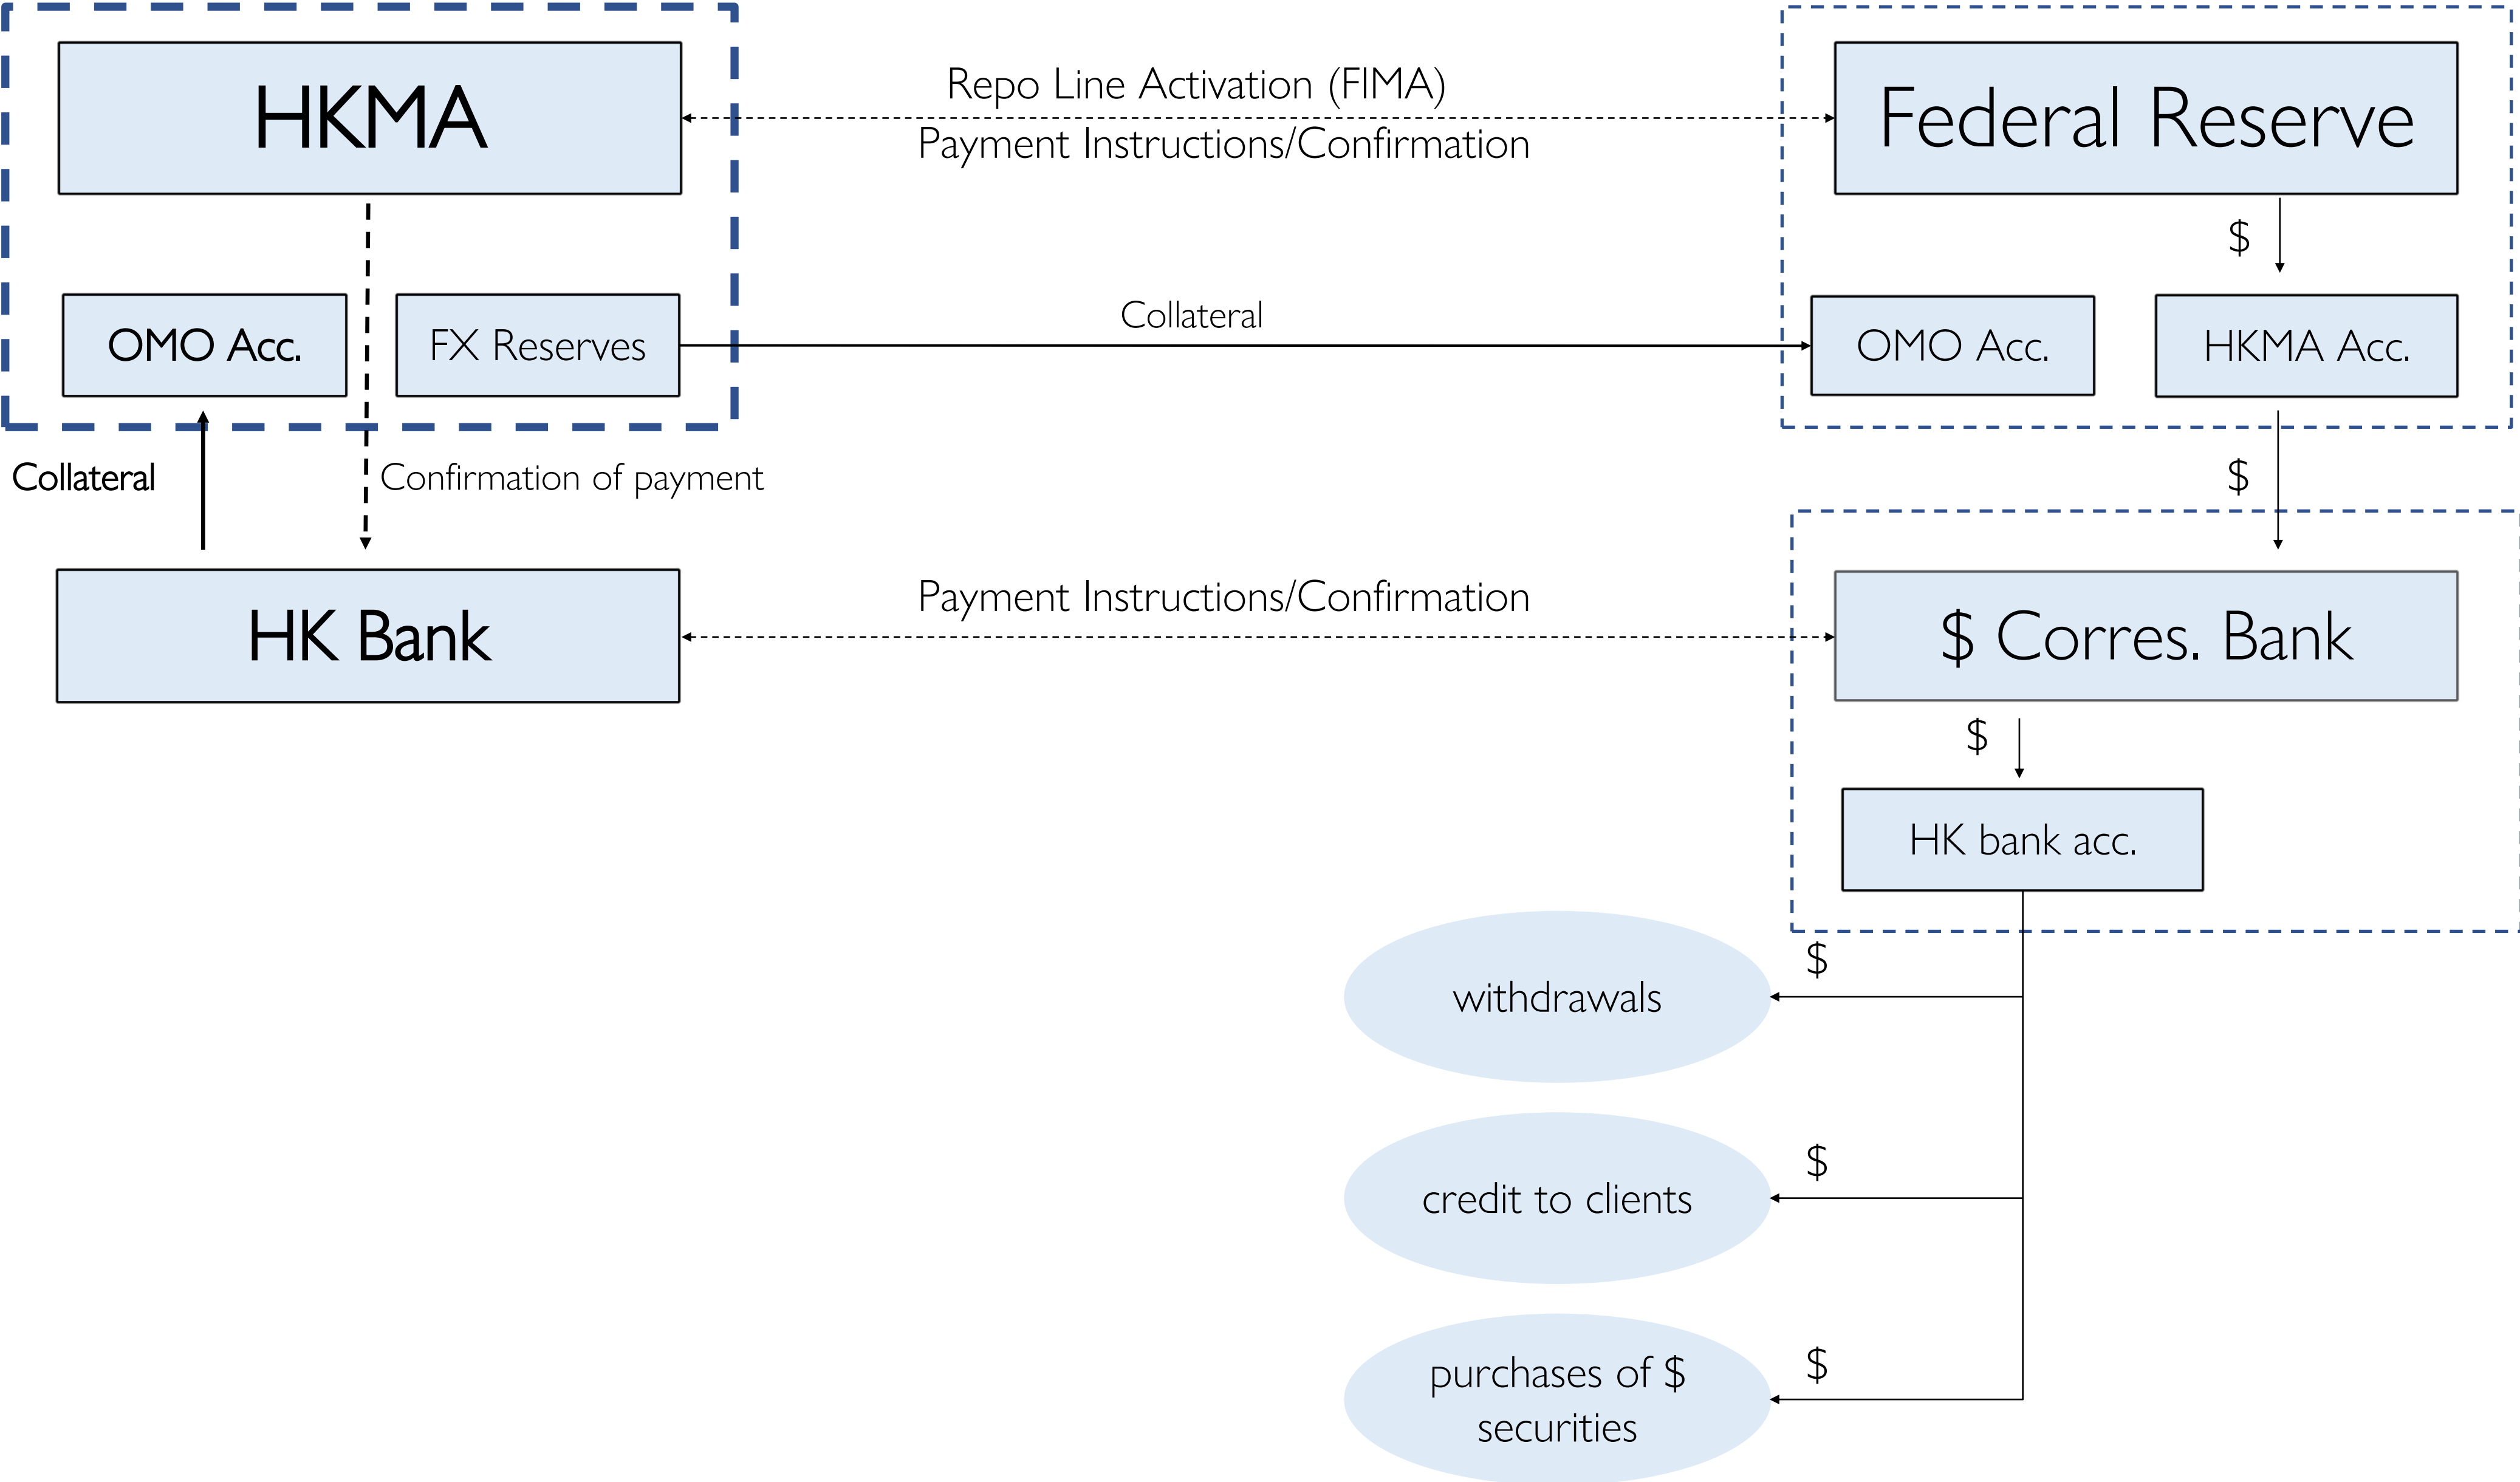 HKMA
Repo Line Activation (FIMA)
Payment Instructions/Confirmation
Federal Reserve
$
OMO Acc.
FX Reserves
Collateral
OMO Acc.
HKMA Acc.
Collateral
Confirmation of payment
$
HK Bank
Payment Instructions/Confirmation
$ Corres. Bank
$
HK bank acc.
$
withdrawals
$
credit to clients
$
purchases of $
securities